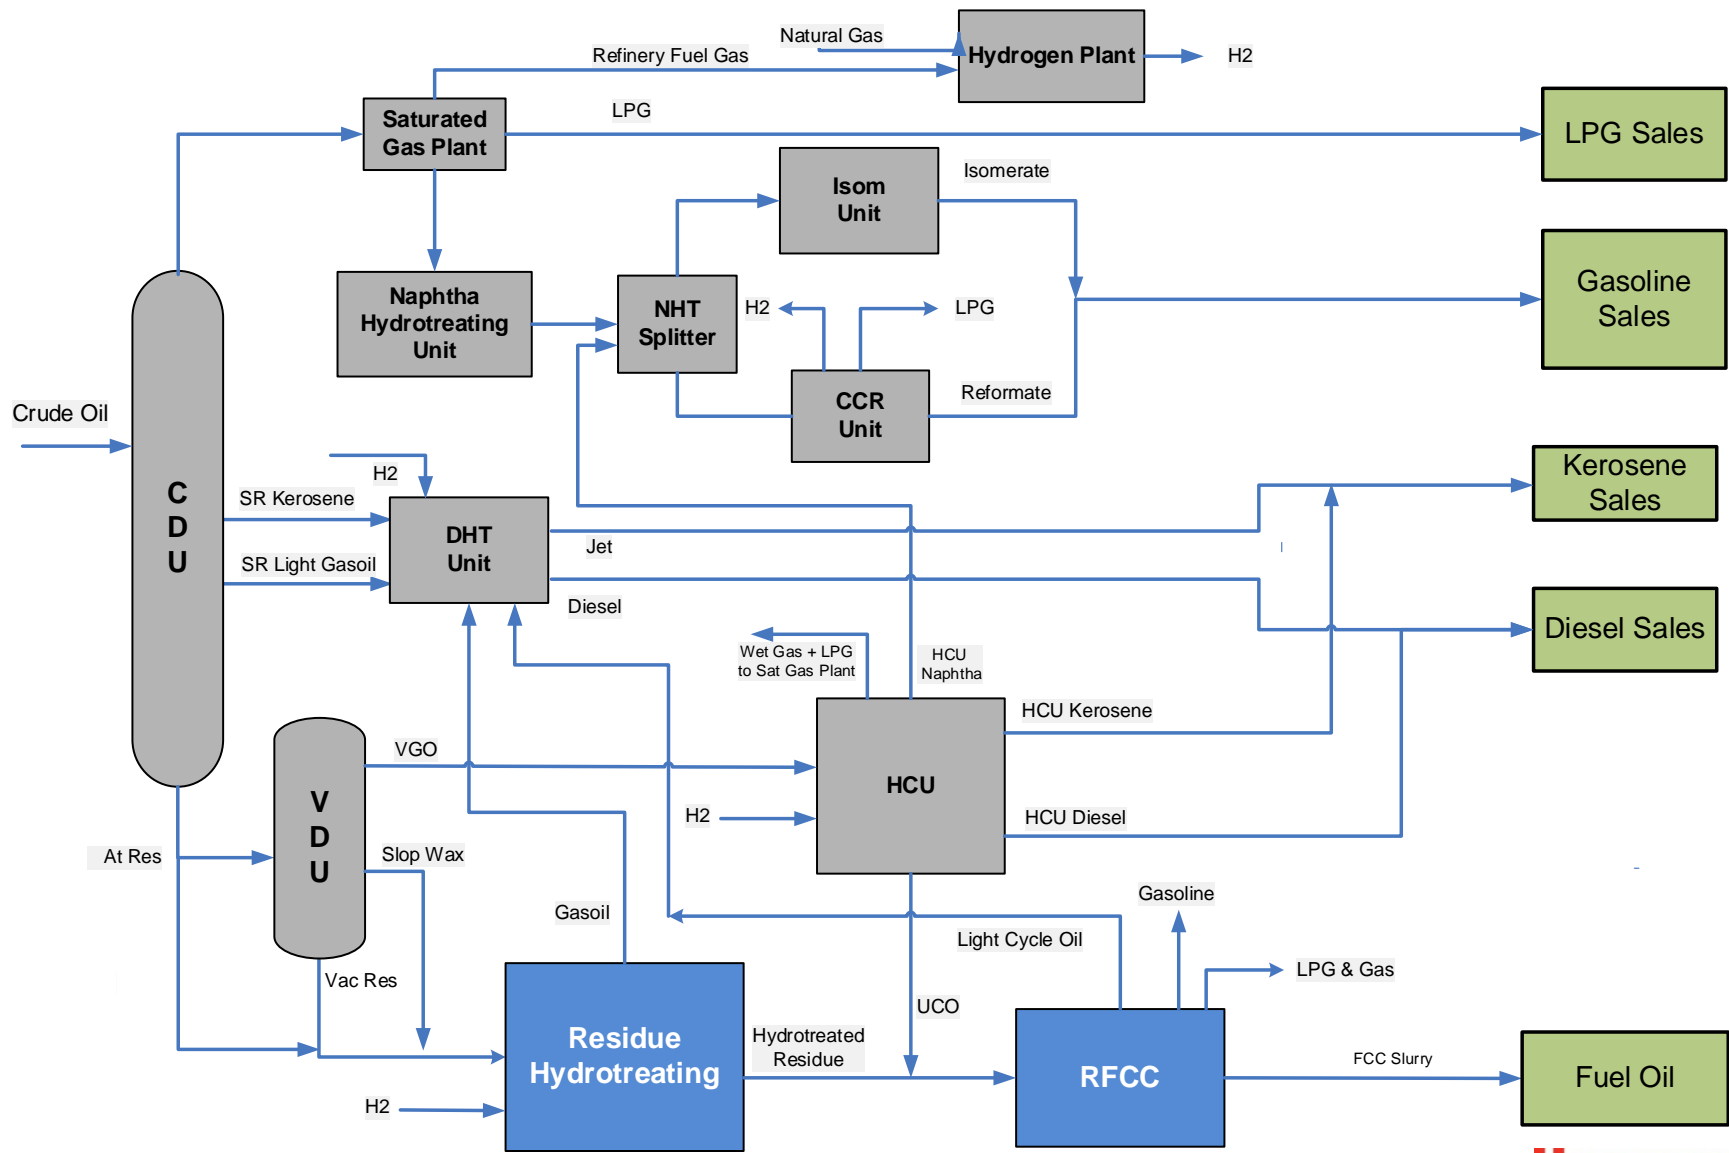 Natural Gas
Refinery Fuel Gas
Hydrogen Plant
H2
LPG
Saturated
Gas Plant
LPG Sales
Isom
Unit
Isomerate
Naphtha
Hydrotreating
Unit
NHT
Splitter
H2
LPG
Gasoline
Sales
CCR
Unit
Reformate
Crude Oil
C
D
U
H2
SR Kerosene
SR Light Gasoil
DHT
Unit
Jet
Diesel
Kerosene
Sales
Diesel Sales
Wet Gas + LPG
to Sat Gas Plant
HCU
Naphtha
HCU Kerosene
VGO
V
D
U
HCU
H2
HCU Diesel
At Res
Slop Wax
Gasoil
Gasoline
Light Cycle Oil
LPG & Gas
Vac Res
UCO
Residue
Hydrotreating
Hydrotreated
Residue
RFCC
FCC Slurry
Fuel Oil
H2